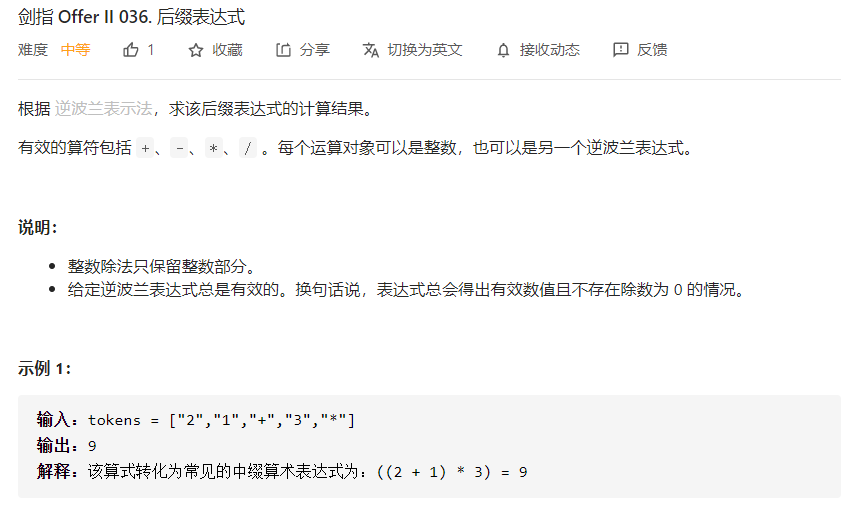 剑指 Offer II 036. 后缀表达式
难度 中等 1 收藏 分享 切换为英文 接收动态 反馈
根据 逆波兰表示法，求该后缀表达式的计算结果。
有效的算符包括 +、-、*、/ 。每个运算对象可以是整数，也可以是另一个逆波兰表达式。
说明：
• 整数除法只保留整数部分。
• 给定逆波兰表达式总是有效的。换句话说，表达式总会得出有效数值且不存在除数为 0 的情况。
示例 1：
输入：tokens = ["2","1","+","3","*"]
输出：9
解释：该算式转化为常见的中缀算术表达式为：((2 + 1) * 3) = 9